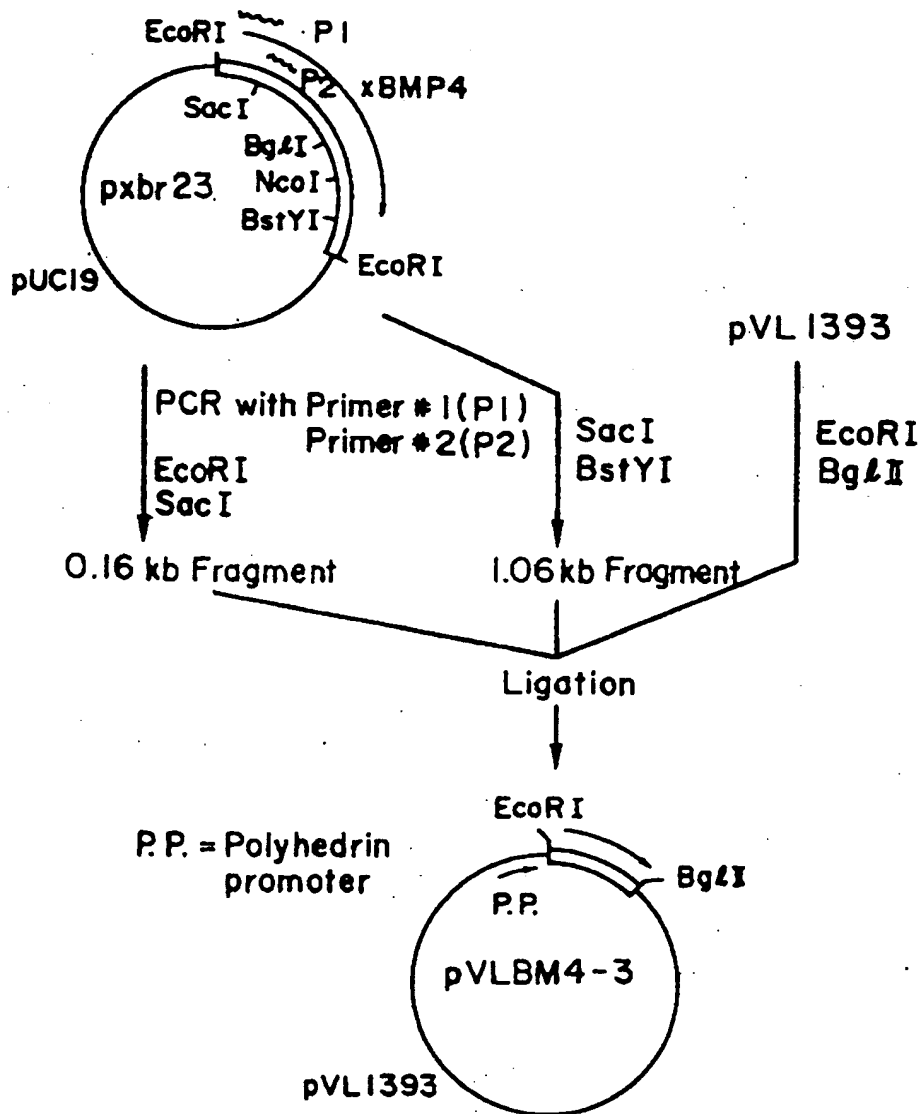 EcoRI
P1
P2
xBMP4
SacI
BglI
NcoI
BstYI
pxbr23
EcoRI
pUC19
pVL1393
PCR with Primer #1(P1)
Primer #2(P2)
EcoRI
SacI
SacI
BstYI
EcoRI
BglII
0.16 kb Fragment
1.06 kb Fragment
Ligation
P.P. = Polyhedrin
promoter
EcoRI
BglI
P.P.
pVLBM4-3
pVL1393